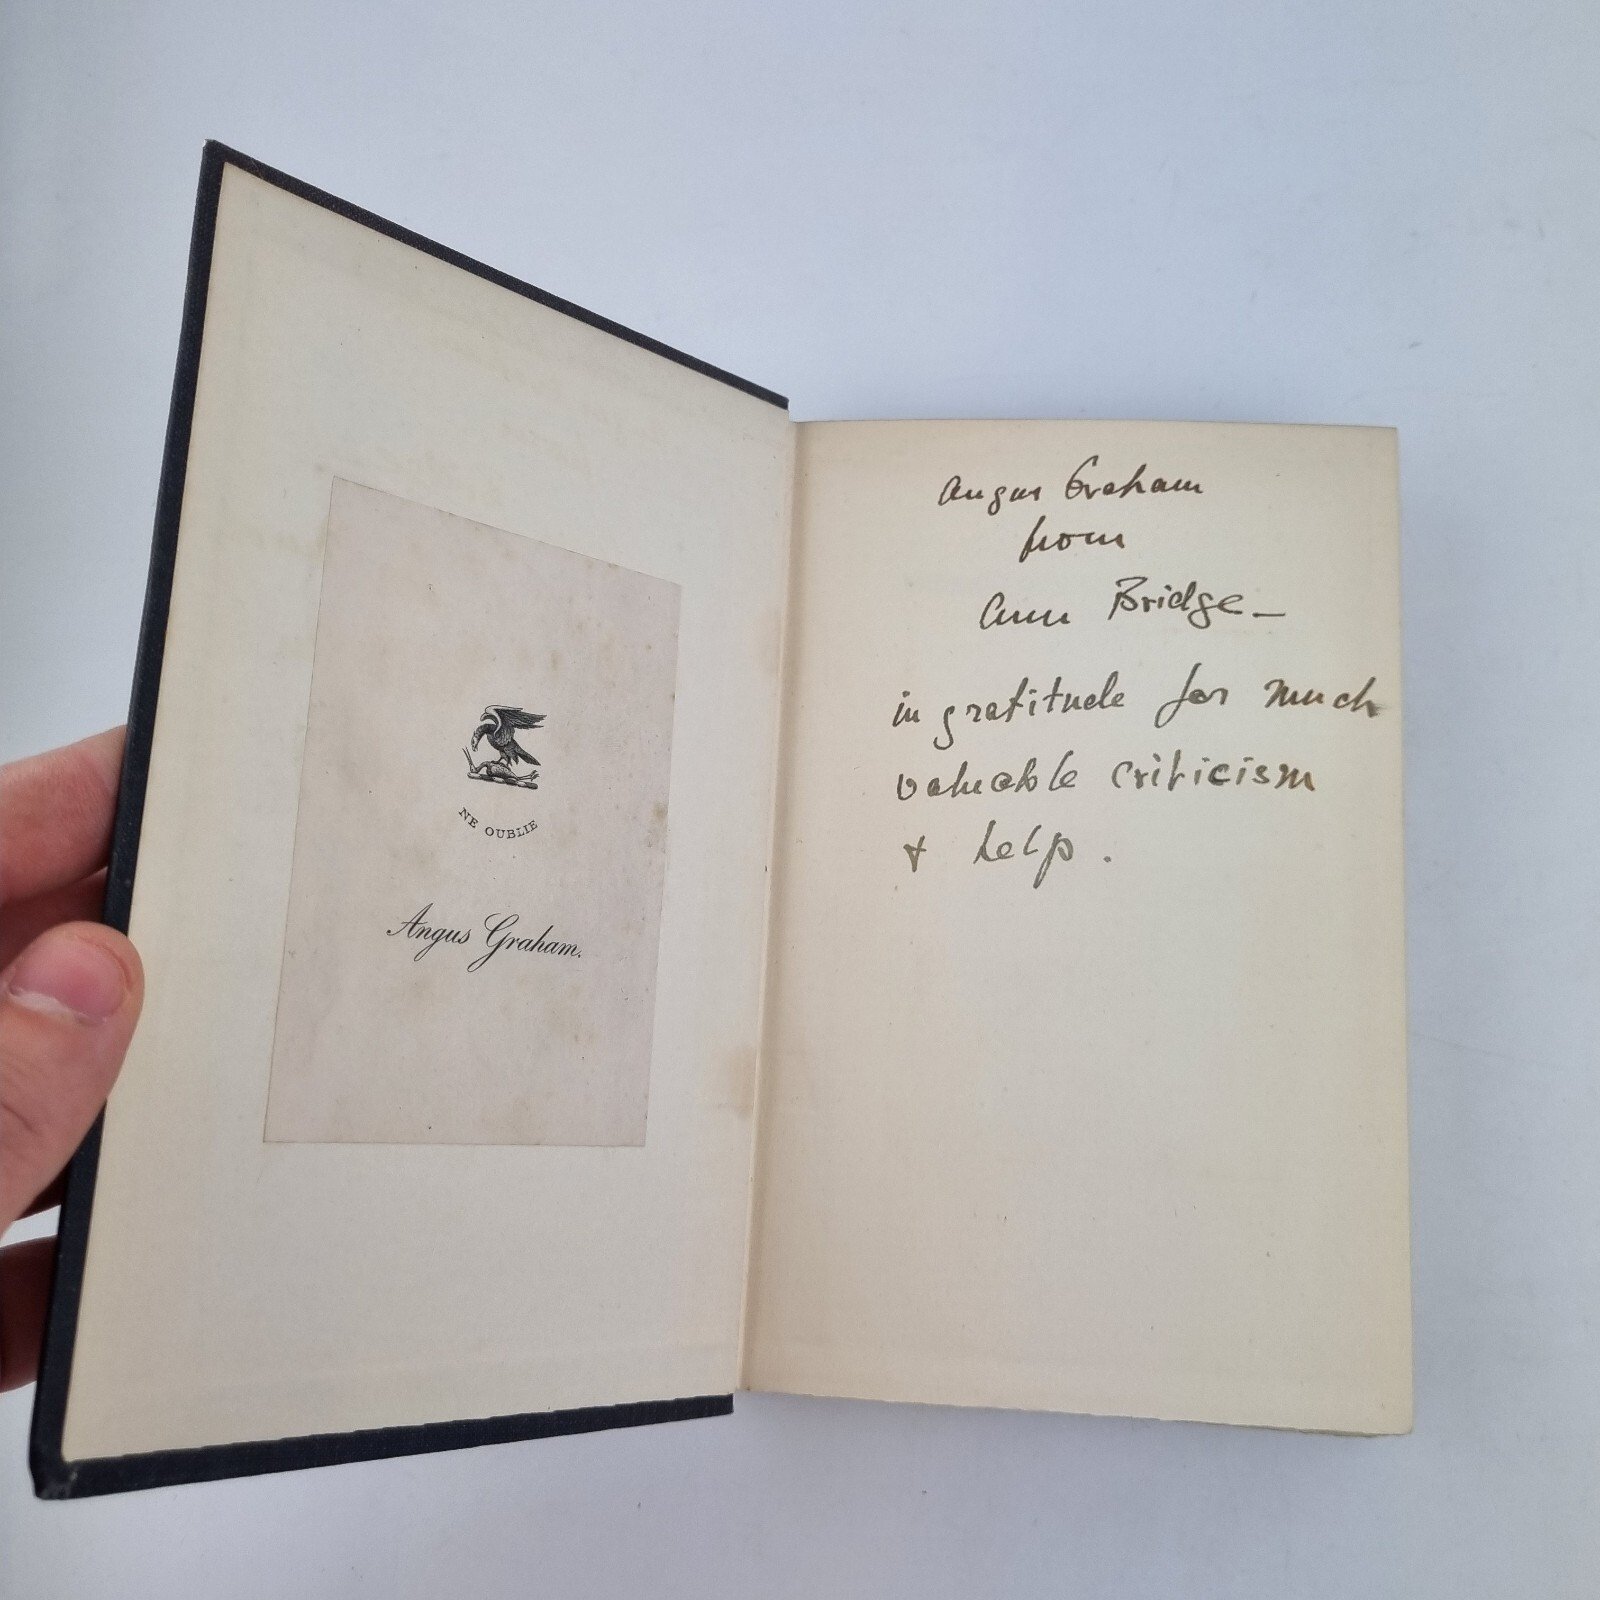 NE OUBLIE
Angus Graham.
Angus Graham
from
Ann Bridge –
in gratitude for much
valuable criticism
& help.